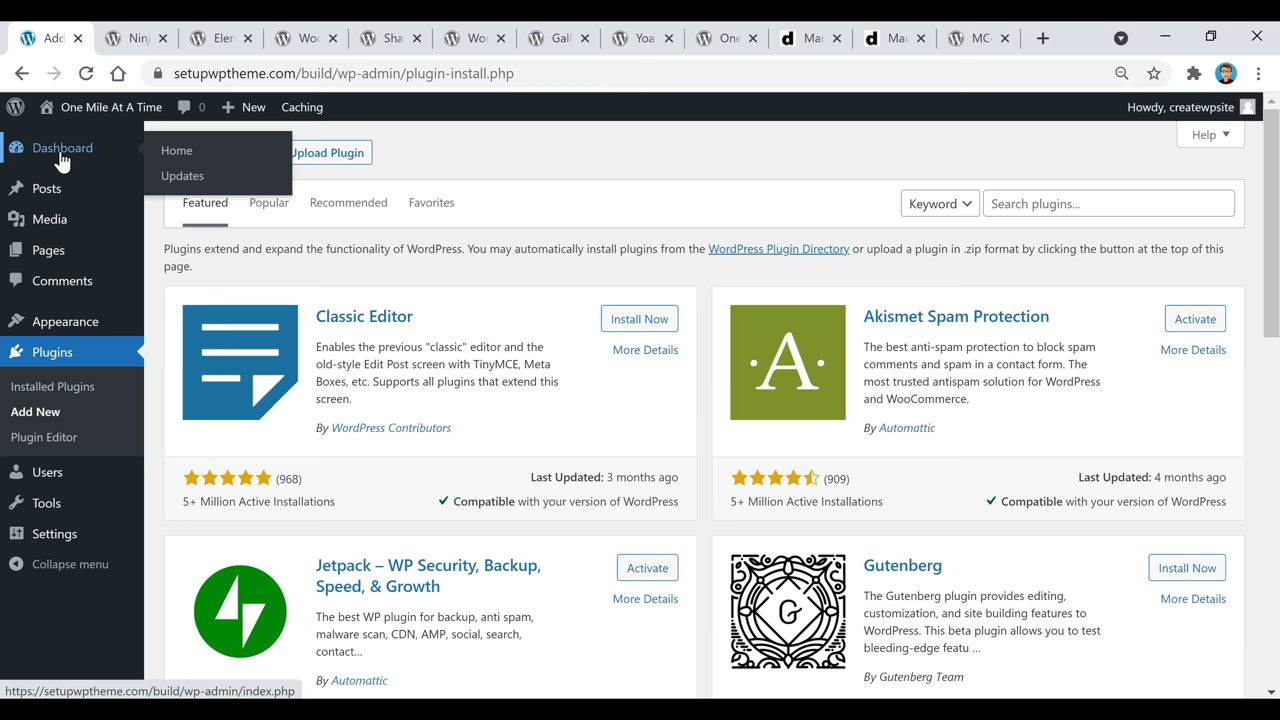 Add
Ninj
Elen
Woo
Sha
Wor
Gall
Yoa
One
Mac
Mac
MC-
setupwptheme.com/build/wp-admin/plugin-install.php
One Mile At A Time
0
New
Caching
Howdy, createwpsite
Dashboard
Home
Updates
Posts
Media
Pages
Comments
Appearance
Plugins
Installed Plugins
Add New
Plugin Editor
Users
Tools
Settings
Collapse menu
Upload Plugin
Help
Featured Popular Recommended Favorites
Keyword
Search plugins...
Plugins extend and expand the functionality of WordPress. You may automatically install plugins from the WordPress Plugin Directory or upload a plugin in .zip format by clicking the button at the top of this
page.
Classic Editor
Install Now
More Details
Enables the previous "classic" editor and the
old-style Edit Post screen with TinyMCE, Meta
Boxes, etc. Supports all plugins that extend this
screen.
By WordPress Contributors
(968)
Last Updated: 3 months ago
5+ Million Active Installations
Compatible with your version of WordPress
·A·
Akismet Spam Protection
Activate
More Details
The best anti-spam protection to block spam
comments and spam in a contact form. The
most trusted antispam solution for WordPress
and WooCommerce.
By Automattic
(909)
Last Updated: 4 months ago
5+ Million Active Installations
Compatible with your version of WordPress
Jetpack – WP Security, Backup,
Speed, & Growth
Activate
More Details
The best WP plugin for backup, anti spam,
malware scan, CDN, AMP, social, search,
contact...
By Automattic
G
Gutenberg
Install Now
More Details
The Gutenberg plugin provides editing,
customization, and site building features to
WordPress. This beta plugin allows you to test
bleeding-edge featu ...
By Gutenberg Team
https://setupwptheme.com/build/wp-admin/index.php